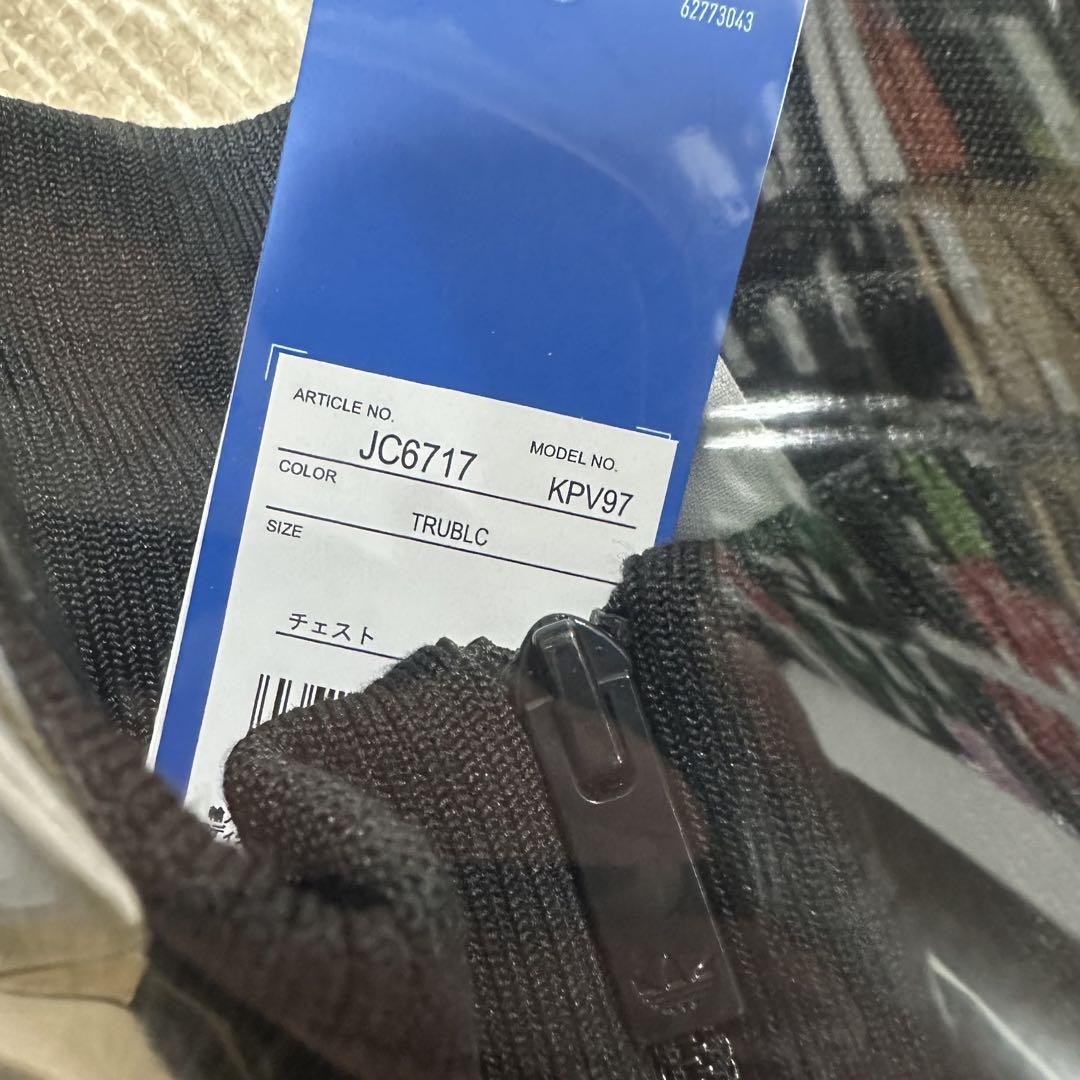 62773043
ARTICLE NO.
JC6717
MODEL NO.
KPV97
COLOR
TRUBLC
SIZE
チェスト